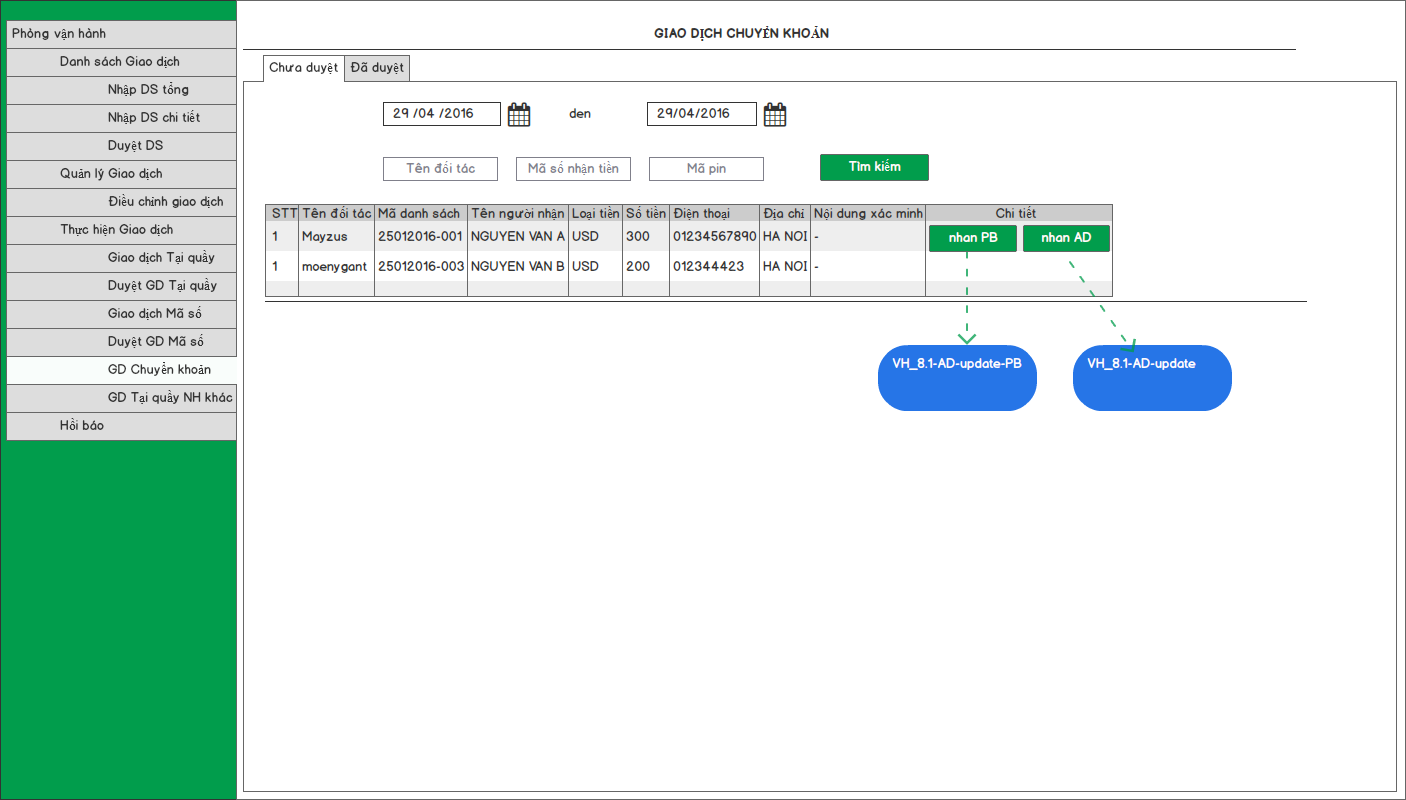 Phòng vận hành
Danh sách Giao dịch
Nhập DS tổng
Nhập DS chi tiết
Duyệt DS
Quản lý Giao dịch
Điều chỉnh giao dịch
Thực hiện Giao dịch
Giao dịch Tại quầy
Duyệt GD Tại quầy
Giao dịch Mã số
Duyệt GD Mã số
GD Chuyển khoản
GD Tại quầy NH khác
Hồi báo
GIAO DỊCH CHUYỂN KHOẢN
Chưa duyệt Đã duyệt
29 /04 /2016 den 29/04/2016
Tên đối tác Mã số nhận tiền Mã pin Tìm kiếm
STT Tên đối tác Mã danh sách Tên người nhận Loại tiền Số tiền Điện thoại Địa chỉ Nội dung xác minh Chi tiết
1 Mayzus 25012016-001 NGUYEN VAN A USD 300 01234567890 HA NOI - nhan PB nhan AD
1 moenygant 25012016-003 NGUYEN VAN B USD 200 012344423 HA NOI -
VH_8.1-AD-update-PB VH_8.1-AD-update